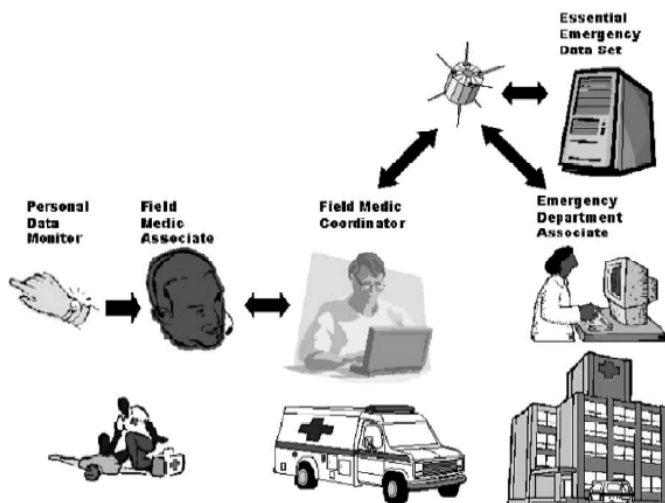 Essential
Emergency
Data Set
Personal
Data
Monitor
Field
Medic
Associate
Field Medic
Coordinator
Emergency
Department
Associate